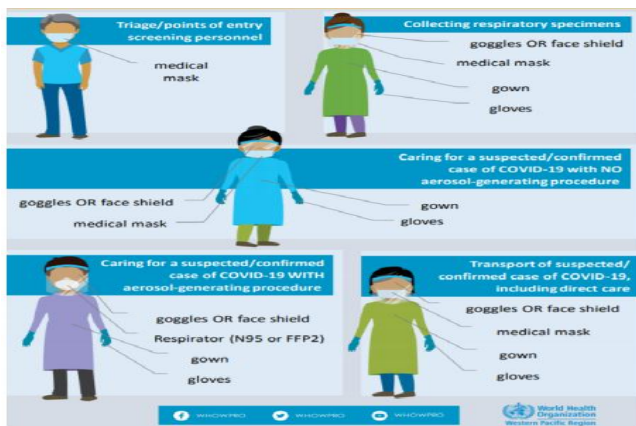 Triage/points of entry
screening personnel
medical
mask
Collecting respiratory specimens
goggles OR face shield
medical mask
gown
gloves
Caring for a suspected/confirmed
case of COVID-19 with NO
aerosol-generating procedure
goggles OR face shield
medical mask
gown
gloves
Caring for a suspected/confirmed
case of COVID-19 WITH
aerosol-generating procedure
goggles OR face shield
Respirator (N95 or FFP2)
gown
gloves
Transport of suspected/
confirmed case of COVID-19,
including direct care
goggles OR face shield
medical mask
gown
gloves
WHOWPRO
WHOWPRO
WHOWPRO
World Health
Organization
Western Pacific Region